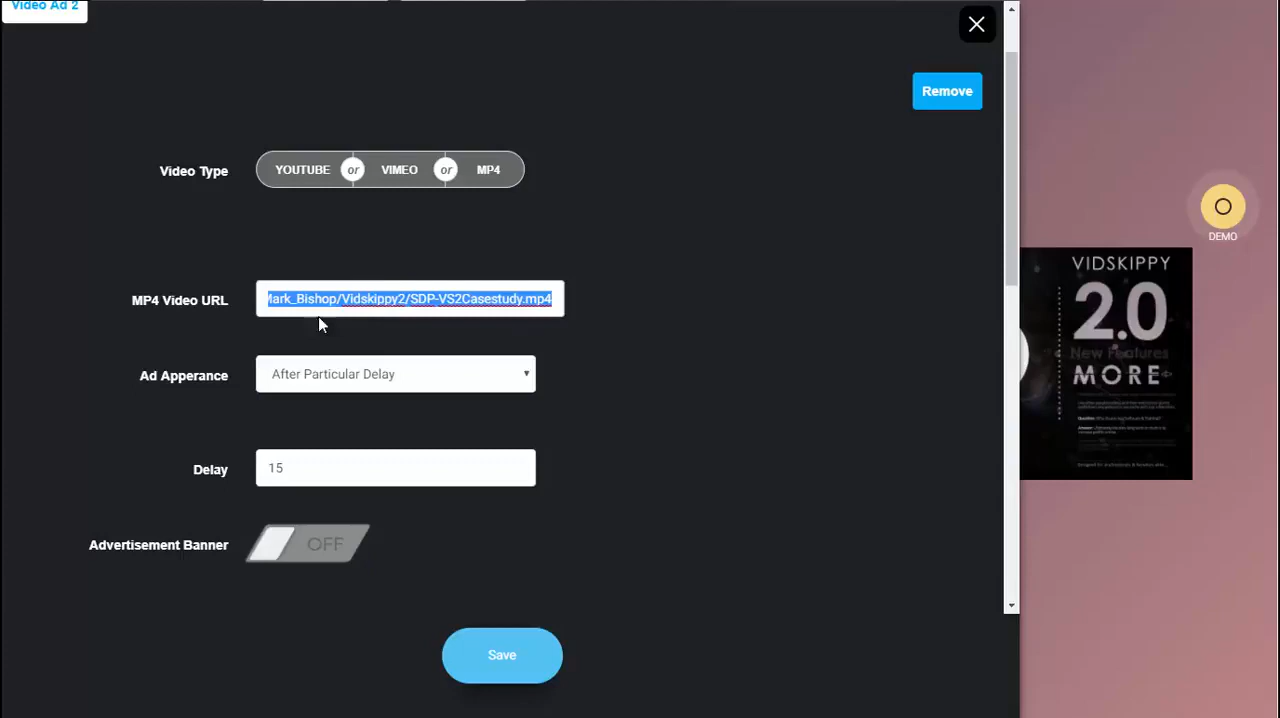 Video Ad 2
Remove
Video Type
YOUTUBE or VIMEO or MP4
MP4 Video URL
Mark_Bishop/Vidskippy2/SDP-VS2Casestudy.mp4
Ad Apperance
After Particular Delay
Delay
15
Advertisement Banner
OFF
Save
DEMO
VIDSKIPPY
2.0
New Features
MORE